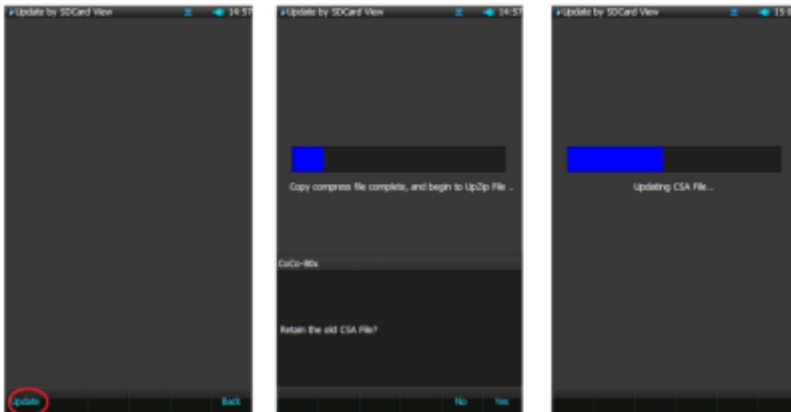 Update by SDCard View 14:57
Update Back
Update by SDCard View 14:57
Copy compress file complete, and begin to UpZip File ..
CoCo-80x
Retain the old CSA File?
No Yes
Update by SDCard View
Updating CSA File...